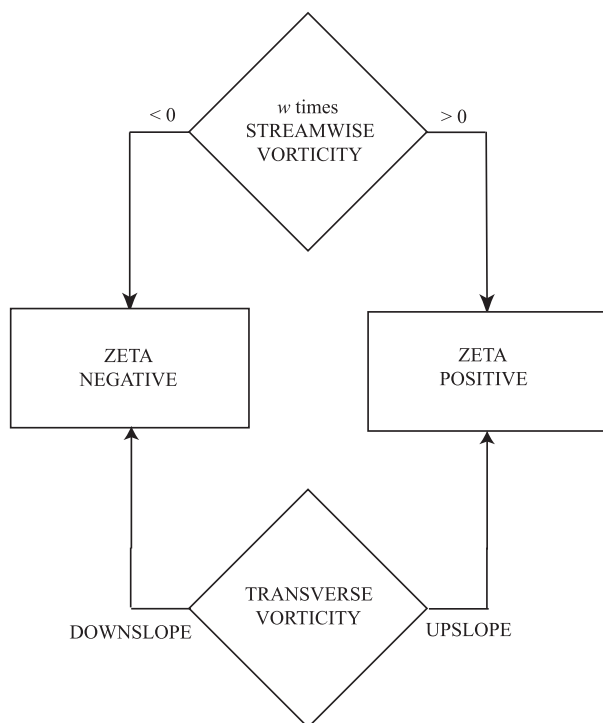 w times
STREAMWISE
VORTICITY
< 0
> 0
ZETA
NEGATIVE
ZETA
POSITIVE
TRANSVERSE
VORTICITY
DOWNSLOPE
UPSLOPE